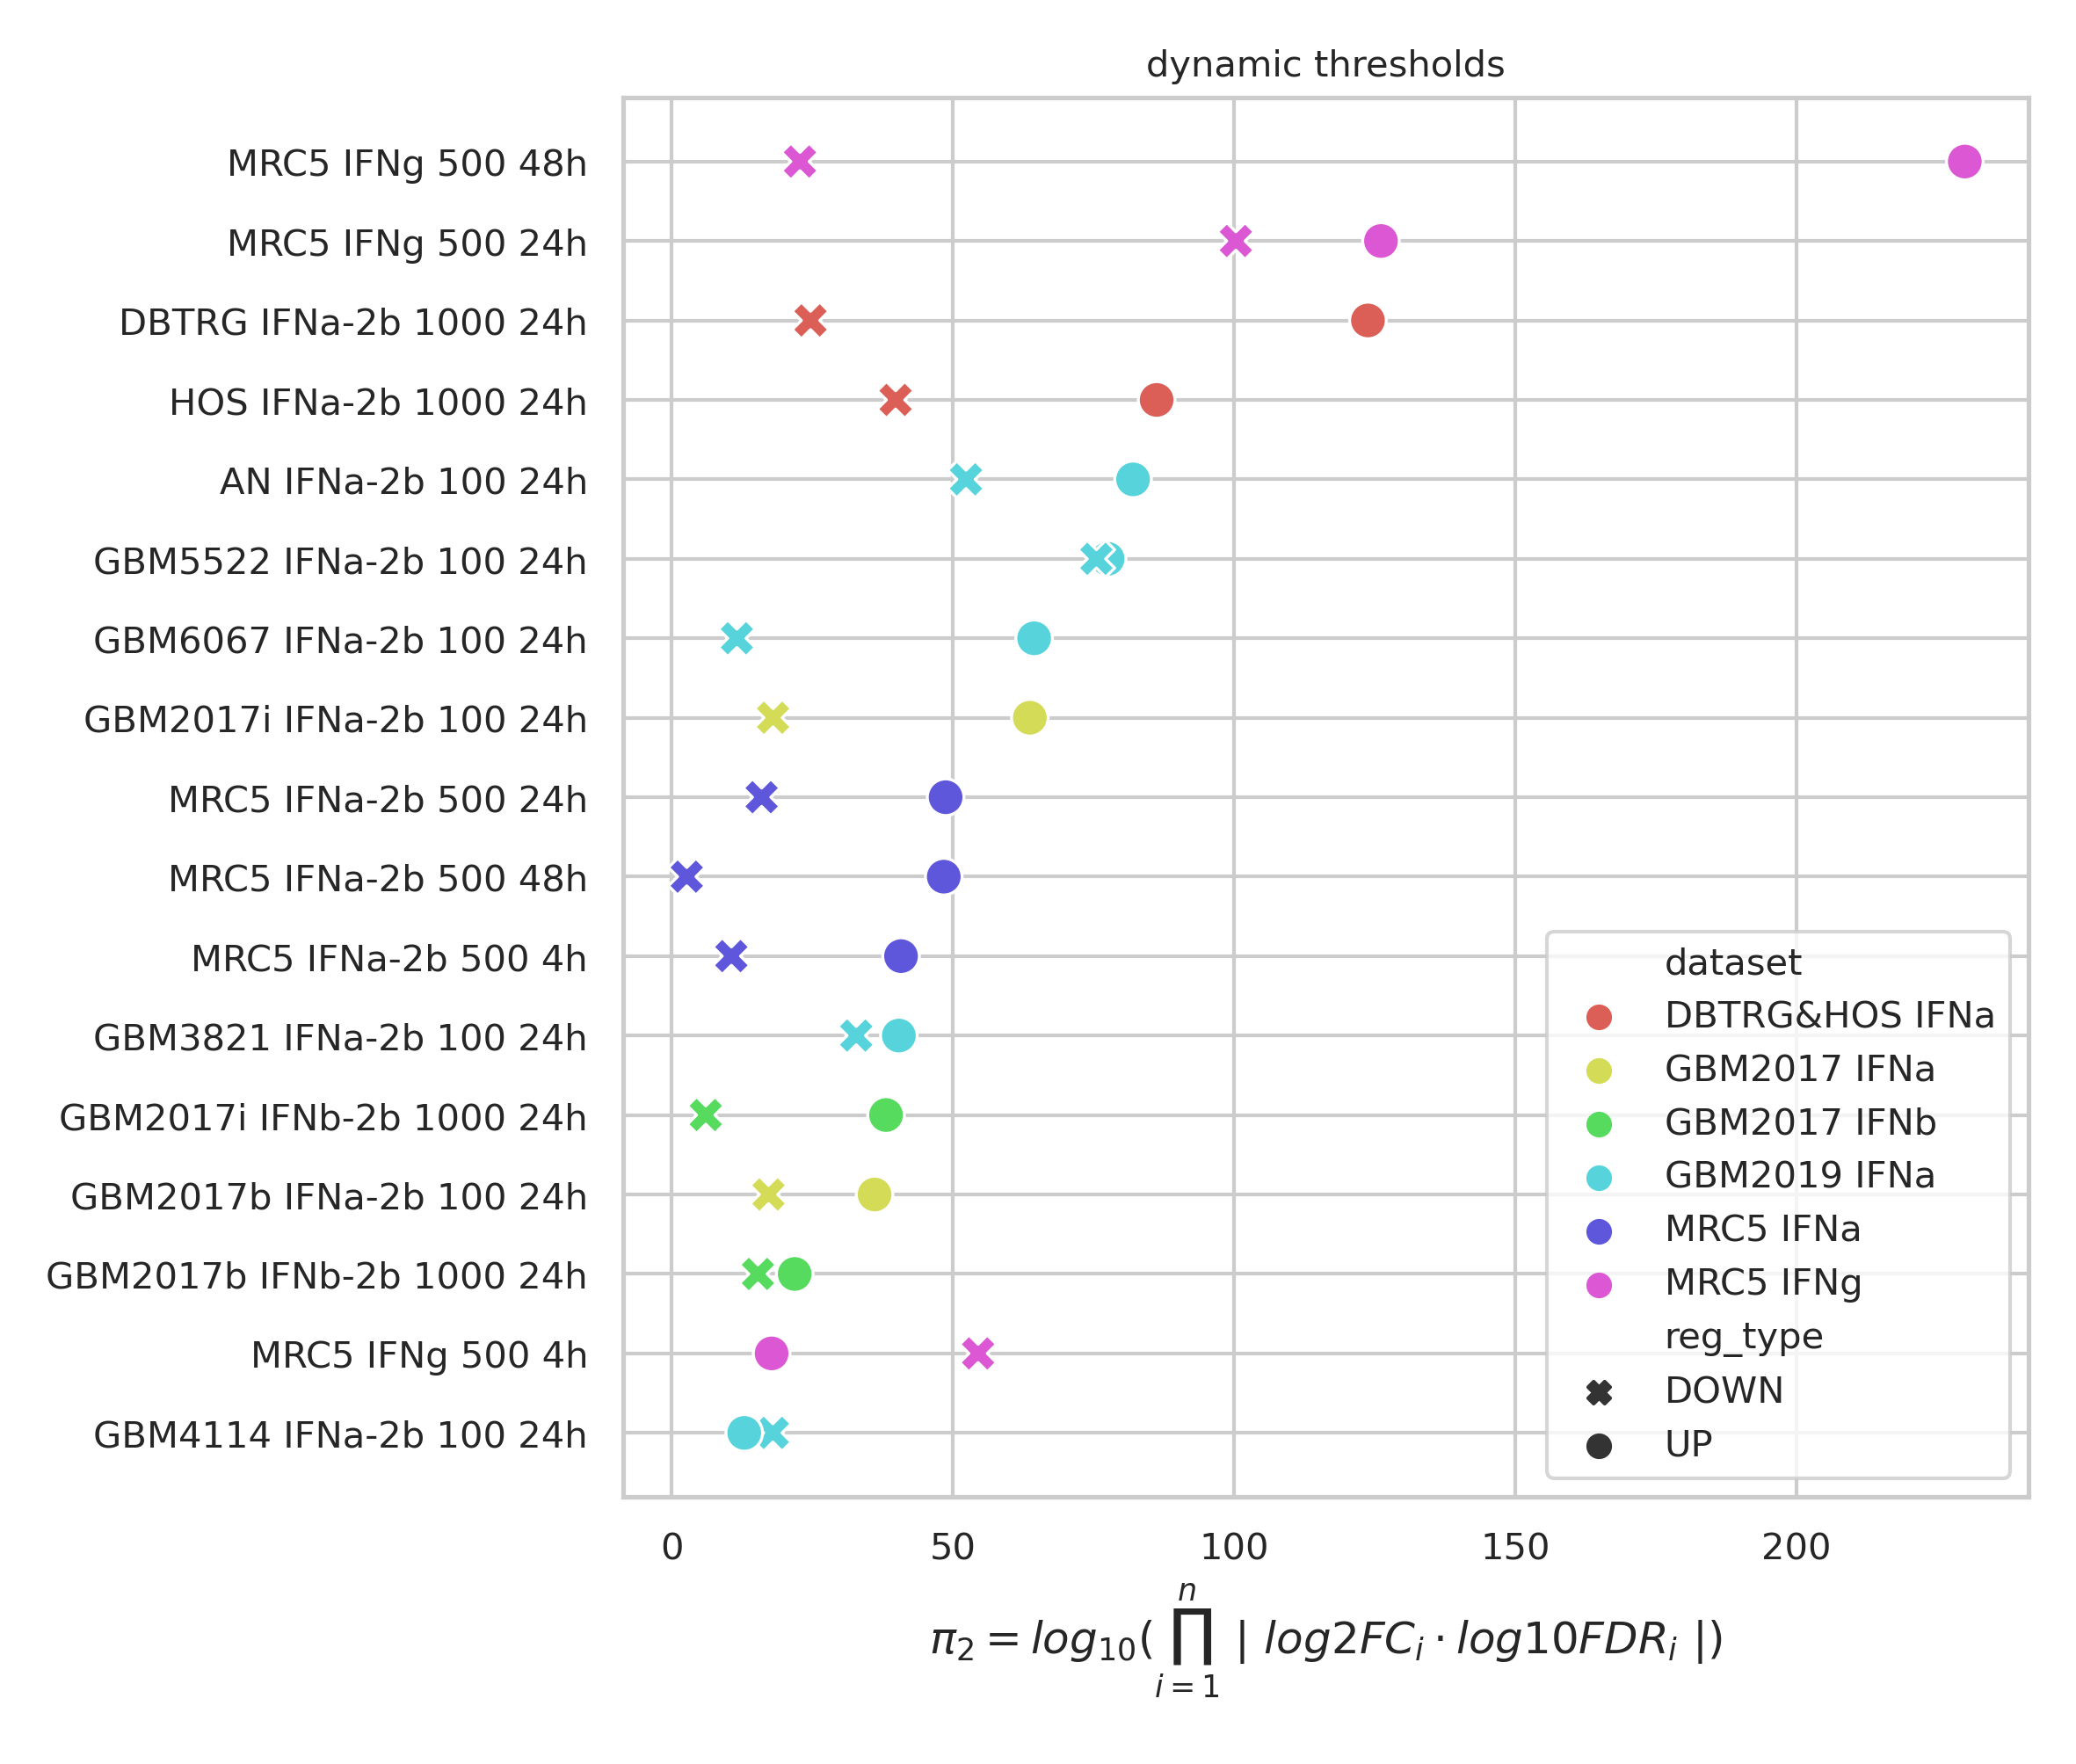 dynamic thresholds
MRC5 IFNg 500 48h
MRC5 IFNg 500 24h
DBTRG IFNa-2b 1000 24h
HOS IFNa-2b 1000 24h
AN IFNa-2b 100 24h
GBM5522 IFNa-2b 100 24h
GBM6067 IFNa-2b 100 24h
GBM2017i IFNa-2b 100 24h
MRC5 IFNa-2b 500 24h
MRC5 IFNa-2b 500 48h
MRC5 IFNa-2b 500 4h
GBM3821 IFNa-2b 100 24h
GBM2017i IFNb-2b 1000 24h
GBM2017b IFNa-2b 100 24h
GBM2017b IFNb-2b 1000 24h
MRC5 IFNg 500 4h
GBM4114 IFNa-2b 100 24h
dataset
DBTRG&HOS IFNa
GBM2017 IFNa
GBM2017 IFNb
GBM2019 IFNa
MRC5 IFNa
MRC5 IFNg
reg_type
DOWN
UP
0 50 100 150 200
π₂ = log₁₀(∏ⁿᵢ₌₁ | log2FCᵢ · log10FDRᵢ |)